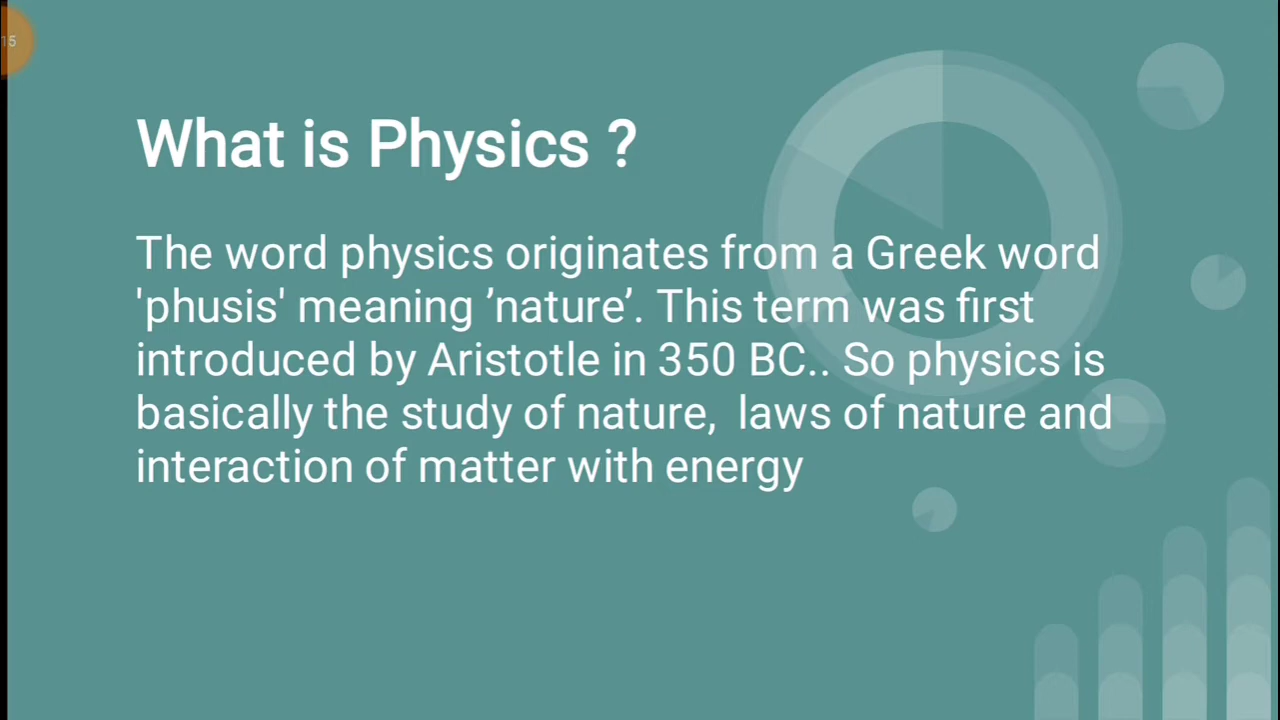 15
What is Physics ?
The word physics originates from a Greek word
'phusis' meaning ’nature’. This term was first
introduced by Aristotle in 350 BC.. So physics is
basically the study of nature,  laws of nature and
interaction of matter with energy